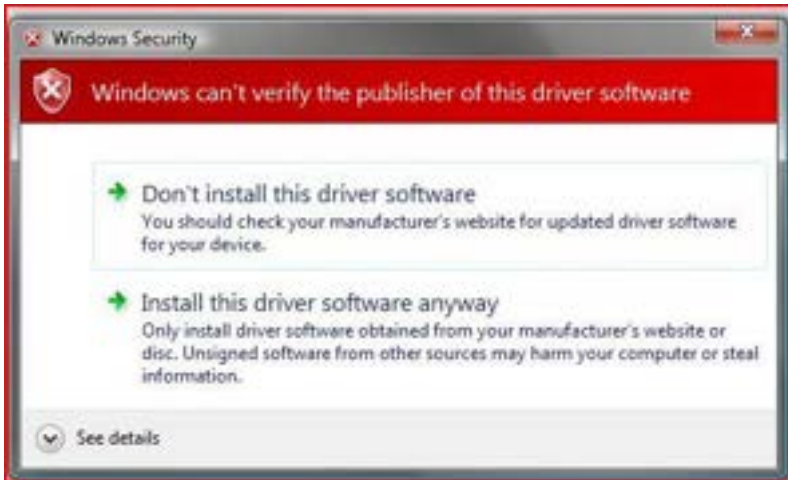 Windows Security
Windows can't verify the publisher of this driver software
Don't install this driver software
You should check your manufacturer's website for updated driver software
for your device.
Install this driver software anyway
Only install driver software obtained from your manufacturer's website or
disc. Unsigned software from other sources may harm your computer or steal
information.
See details